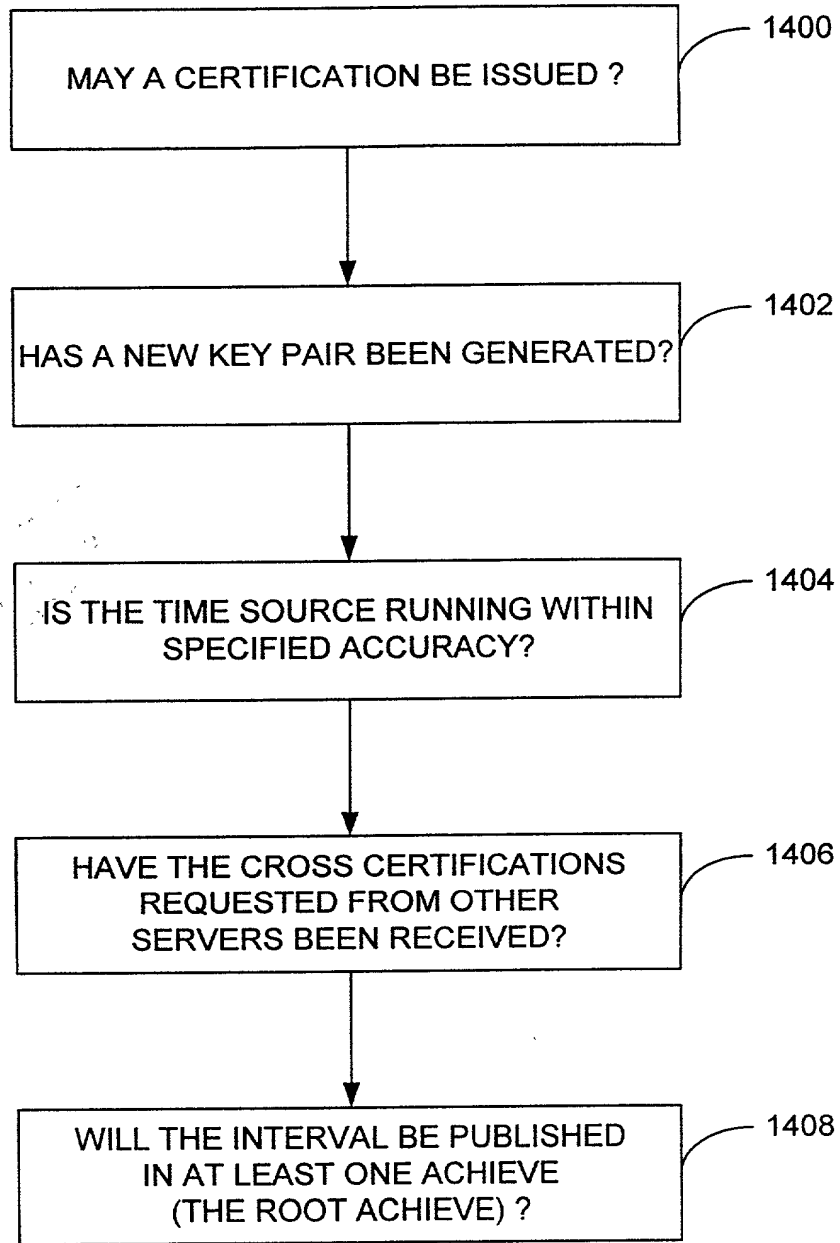 MAY A CERTIFICATION BE ISSUED ?
1400
HAS A NEW KEY PAIR BEEN GENERATED?
1402
IS THE TIME SOURCE RUNNING WITHIN
SPECIFIED ACCURACY?
1404
HAVE THE CROSS CERTIFICATIONS
REQUESTED FROM OTHER
SERVERS BEEN RECEIVED?
1406
WILL THE INTERVAL BE PUBLISHED
IN AT LEAST ONE ACHIEVE
(THE ROOT ACHIEVE) ?
1408